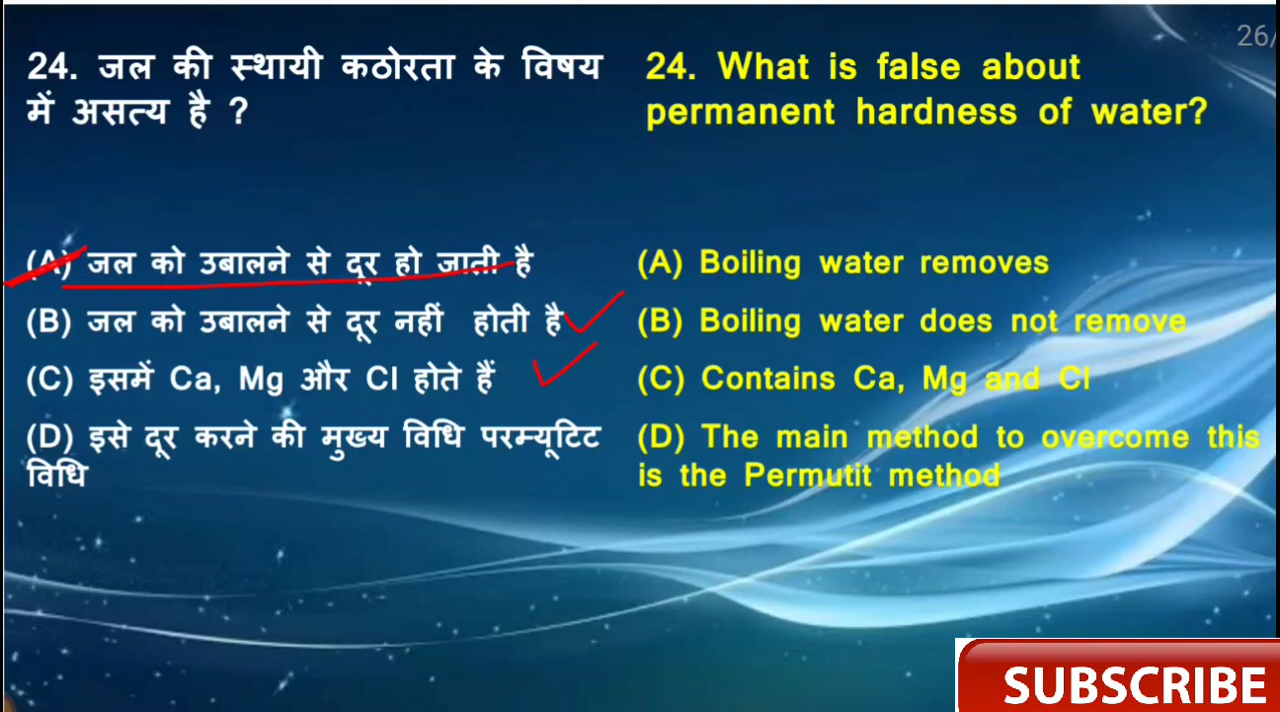 26/
24. जल की स्थायी कठोरता के विषय
में असत्य है ?
(A) जल को उबालने से दूर हो जाती है
(B) जल को उबालने से दूर नहीं होती है
(C) इसमें Ca, Mg और Cl होते हैं
(D) इसे दूर करने की मुख्य विधि परम्यूटिट
विधि
24. What is false about
permanent hardness of water?
(A) Boiling water removes
(B) Boiling water does not remove
(C) Contains Ca, Mg and Cl
(D) The main method to overcome this
is the Permutit method
SUBSCRIBE